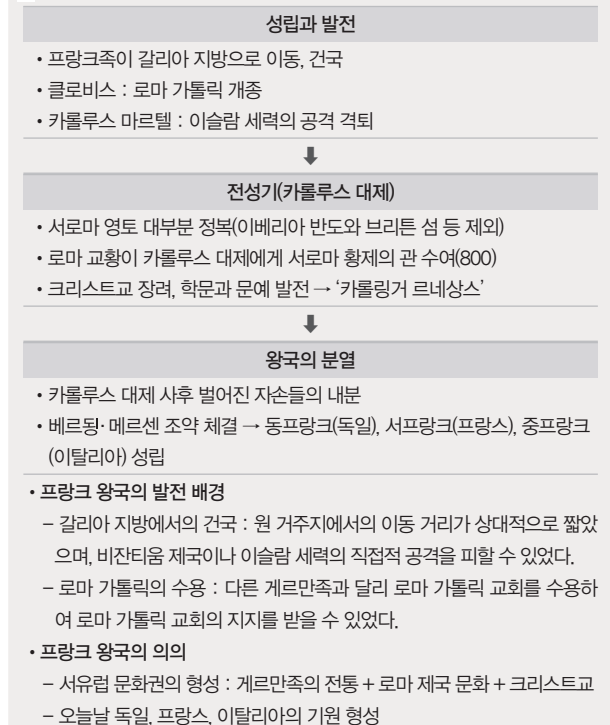 성립과 발전
• 프랑크족이 갈리아 지방으로 이동, 건국
• 클로비스 : 로마 가톨릭 개종
• 카롤루스 마르텔 : 이슬람 세력의 공격 격퇴
⬇
전성기(카롤루스 대제)
• 서로마 영토 대부분 정복(이베리아 반도와 브리튼 섬 등 제외)
• 로마 교황이 카롤루스 대제에게 서로마 황제의 관 수여(800)
• 크리스트교 장려, 학문과 문예 발전 → ‘카롤링거 르네상스’
⬇
왕국의 분열
• 카롤루스 대제 사후 벌어진 자손들의 내분
• 베르됭·메르센 조약 체결 → 동프랑크(독일), 서프랑크(프랑스), 중프랑크
(이탈리아) 성립
• 프랑크 왕국의 발전 배경
– 갈리아 지방에서의 건국 : 원 거주지에서의 이동 거리가 상대적으로 짧았
으며, 비잔티움 제국이나 이슬람 세력의 직접적 공격을 피할 수 있었다.
– 로마 가톨릭의 수용 : 다른 게르만족과 달리 로마 가톨릭 교회를 수용하
여 로마 가톨릭 교회의 지지를 받을 수 있었다.
• 프랑크 왕국의 의의
– 서유럽 문화권의 형성 : 게르만족의 전통 + 로마 제국 문화 + 크리스트교
– 오늘날 독일, 프랑스, 이탈리아의 기원 형성